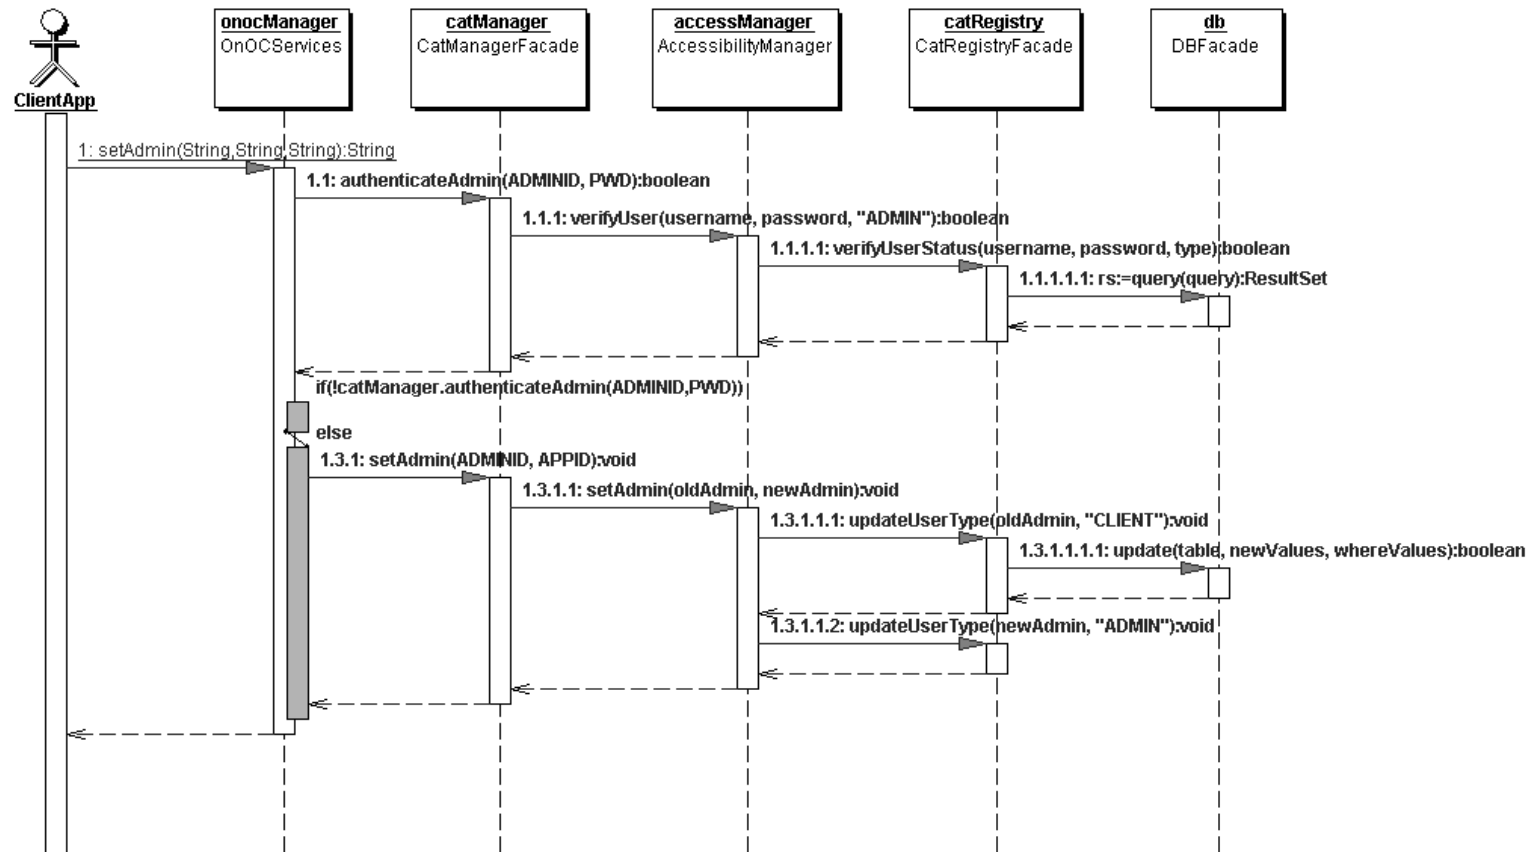 onocManager
OnOCServices
catManager
CatManagerFacade
accessManager
AccessibilityManager
catRegistry
CatRegistryFacade
db
DBFacade
ClientApp
1: setAdmin(String,String,String):String
1.1: authenticateAdmin(ADMINID, PWD):boolean
1.1.1: verifyUser(username, password, "ADMIN"):boolean
1.1.1.1: verifyUserStatus(username, password, type):boolean
1.1.1.1.1: rs:=query(query):ResultSet
if(!catManager.authenticateAdmin(ADMINID,PWD))
else
1.3.1: setAdmin(ADMINID, APPID):void
1.3.1.1: setAdmin(oldAdmin, newAdmin):void
1.3.1.1.1: updateUserType(oldAdmin, "CLIENT"):void
1.3.1.1.1.1: update(table, newValues, whereValues):boolean
1.3.1.1.2: updateUserType(newAdmin, "ADMIN"):void